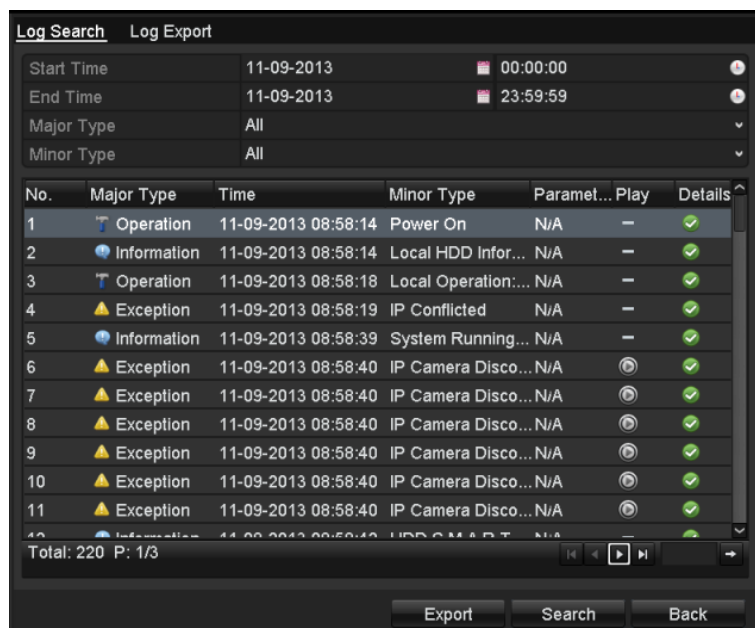 Log Search Log Export
Start Time 11-09-2013 00:00:00
End Time 11-09-2013 23:59:59
Major Type All
Minor Type All
No. Major Type Time Minor Type Paramet... Play Details
1 Operation 11-09-2013 08:58:14 Power On N/A –
2 Information 11-09-2013 08:58:14 Local HDD Infor... N/A –
3 Operation 11-09-2013 08:58:18 Local Operation:... N/A –
4 Exception 11-09-2013 08:58:19 IP Conflicted N/A –
5 Information 11-09-2013 08:58:39 System Running... N/A –
6 Exception 11-09-2013 08:58:40 IP Camera Disco... N/A
7 Exception 11-09-2013 08:58:40 IP Camera Disco... N/A
8 Exception 11-09-2013 08:58:40 IP Camera Disco... N/A
9 Exception 11-09-2013 08:58:40 IP Camera Disco... N/A
10 Exception 11-09-2013 08:58:40 IP Camera Disco... N/A
11 Exception 11-09-2013 08:58:40 IP Camera Disco... N/A
Total: 220 P: 1/3
Export Search Back